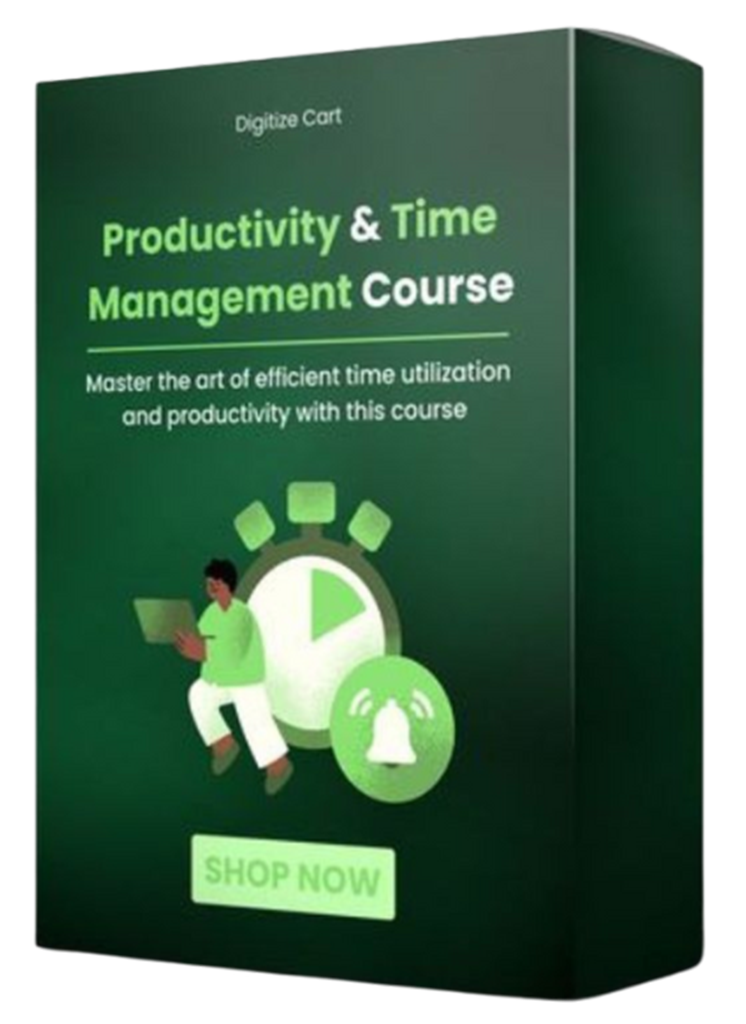 Digitize Cart
Productivity & Time
Management Course
Master the art of efficient time utilization
and productivity with this course
SHOP NOW